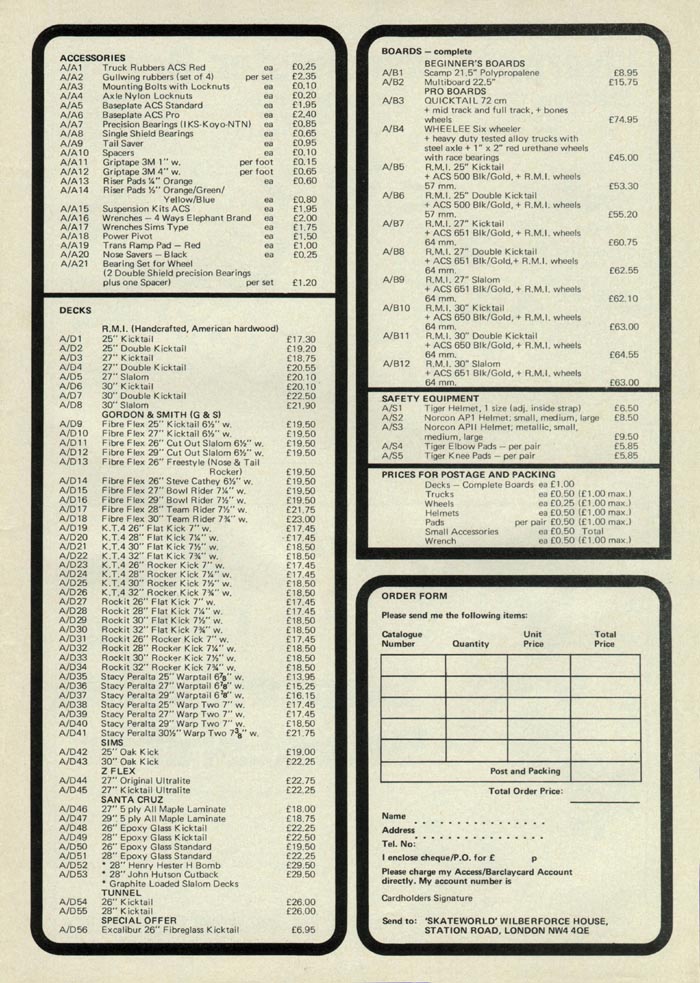 ACCESSORIES
A/A1 Truck Rubbers ACS Red ea £0.25
A/A2 Gullwing rubbers (set of 4) per set £2.35
A/A3 Mounting Bolts with Locknuts ea £0.10
A/A4 Axle Nylon Locknuts ea £0.20
A/A5 Baseplate ACS Standard ea £1.95
A/A6 Baseplate ACS Pro ea £2.40
A/A7 Precision Bearings (IKS-Koyo-NTN) ea £0.85
A/A8 Single Shield Bearings ea £0.65
A/A9 Tail Saver ea £0.95
A/A10 Spacers ea £0.10
A/A11 Griptape 3M 1" w. per foot £0.15
A/A12 Griptape 3M 4" w. per foot £0.65
A/A13 Riser Pads ¼" Orange ea £0.60
A/A14 Riser Pads ½" Orange/Green/
Yellow/Blue ea £0.80
A/A15 Suspension Kits ACS ea £1.95
A/A16 Wrenches – 4 Ways Elephant Brand ea £2.00
A/A17 Wrenches Sims Type ea £1.75
A/A18 Power Pivot ea £1.50
A/A19 Trans Ramp Pad – Red ea £1.00
A/A20 Nose Savers – Black ea £0.25
A/A21 Bearing Set for Wheel
(2 Double Shield precision Bearings
plus one Spacer) per set £1.20
DECKS
R.M.I. (Handcrafted, American hardwood)
A/D1 25" Kicktail £17.30
A/D2 25" Double Kicktail £19.20
A/D3 27" Kicktail £18.75
A/D4 27" Double Kicktail £20.55
A/D5 27" Slalom £20.10
A/D6 30" Kicktail £20.10
A/D7 30" Double Kicktail £22.50
A/D8 30" Slalom £21.90
GORDON & SMITH (G & S)
A/D9 Fibre Flex 25" Kicktail 6½" w. £19.50
A/D10 Fibre Flex 27" Kicktail 6½" w. £19.50
A/D11 Fibre Flex 26" Cut Out Slalom 6½" w. £19.50
A/D12 Fibre Flex 29" Cut Out Slalom 6½" w. £19.50
A/D13 Fibre Flex 26" Freestyle (Nose & Tail
Rocker) £19.50
A/D14 Fibre Flex 26" Steve Cathey 6½" w. £19.50
A/D15 Fibre Flex 27" Bowl Rider 7¼" w. £19.50
A/D16 Fibre Flex 29" Bowl Rider 7½" w. £19.50
A/D17 Fibre Flex 28" Team Rider 7½" w. £21.75
A/D18 Fibre Flex 30" Team Rider 7¾" w. £23.00
A/D19 K.T.4 26" Flat Kick 7" w. £17.45
A/D20 K.T.4 28" Flat Kick 7¼" w. £17.45
A/D21 K.T.4 30" Flat Kick 7½" w. £18.50
A/D22 K.T.4 32" Flat Kick 7¾" w. £18.50
A/D23 K.T.4 26" Rocker Kick 7" w. £17.45
A/D24 K.T.4 28" Rocker Kick 7¼" w. £17.45
A/D25 K.T.4 30" Rocker Kick 7½" w. £18.50
A/D26 K.T.4 32" Rocker Kick 7¾" w. £18.50
A/D27 Rockit 26" Flat Kick 7" w. £17.45
A/D28 Rockit 28" Flat Kick 7¼" w. £17.45
A/D29 Rockit 30" Flat Kick 7½" w. £18.50
A/D30 Rockit 32" Flat Kick 7¾" w. £18.50
A/D31 Rockit 26" Rocker Kick 7" w. £17.45
A/D32 Rockit 28" Rocker Kick 7¼" w. £18.50
A/D33 Rockit 30" Rocker Kick 7½" w. £18.50
A/D34 Rockit 32" Rocker Kick 7¾" w. £18.50
A/D35 Stacy Peralta 25" Warptail 6⅞" w. £13.95
A/D36 Stacy Peralta 27" Warptail 6⅞" w. £15.25
A/D37 Stacy Peralta 29" Warptail 6⅞" w. £16.15
A/D38 Stacy Peralta 25" Warp Two 7" w. £17.45
A/D39 Stacy Peralta 27" Warp Two 7" w. £17.45
A/D40 Stacy Peralta 29" Warp Two 7" w. £18.50
A/D41 Stacy Peralta 30½" Warp Two 7⅜" w. £21.75
SIMS
A/D42 25" Oak Kick £19.00
A/D43 30" Oak Kick £22.25
Z FLEX
A/D44 27" Original Ultralite £22.75
A/D45 27" Kicktail Ultralite £22.25
SANTA CRUZ
A/D46 27" 5 ply All Maple Laminate £18.00
A/D47 29" 5 ply All Maple Laminate £18.75
A/D48 26" Epoxy Glass Kicktail £22.25
A/D49 28" Epoxy Glass Kicktail £22.50
A/D50 26" Epoxy Glass Standard £19.50
A/D51 28" Epoxy Glass Standard £22.25
A/D52 * 28" Henry Hester H Bomb £29.50
A/D53 * 28" John Hutson Cutback £29.50
* Graphite Loaded Slalom Decks
TUNNEL
A/D54 26" Kicktail £26.00
A/D55 28" Kicktail £26.00
SPECIAL OFFER
A/D56 Excalibur 26" Fibreglass Kicktail £6.95
BOARDS – complete
BEGINNER'S BOARDS
A/B1 Scamp 21.5" Polypropylene £8.95
A/B2 Multiboard 22.5" £15.75
PRO BOARDS
A/B3 QUICKTAIL 72 cm
+ mid track and full track, + bones
wheels £74.95
A/B4 WHEELEE Six wheeler
+ heavy duty tested alloy trucks with
steel axle + 1" x 2" red urethane wheels
with race bearings £45.00
A/B5 R.M.I. 25" Kicktail
+ ACS 500 Blk/Gold, + R.M.I. wheels
57 mm. £53.30
A/B6 R.M.I. 25" Double Kicktail
+ ACS 500 Blk/Gold, + R.M.I. wheels
57 mm. £55.20
A/B7 R.M.I. 27" Kicktail
+ ACS 651 Blk/Gold, + R.M.I. wheels
64 mm. £60.75
A/B8 R.M.I. 27" Double Kicktail
+ ACS 651 Blk/Gold,+ R.M.I. wheels
64 mm. £62.55
A/B9 R.M.I. 27" Slalom
+ ACS 651 Blk/Gold, + R.M.I. wheels
64 mm. £62.10
A/B10 R.M.I. 30" Kicktail
+ ACS 650 Blk/Gold, + R.M.I. wheels
64 mm. £63.00
A/B11 R.M.I. 30" Double Kicktail
+ ACS 650 Blk/Gold, + R.M.I. wheels
64 mm. £64.55
A/B12 R.M.I. 30" Slalom
+ ACS 651 Blk/Gold, + R.M.I. wheels
64 mm. £63.00
SAFETY EQUIPMENT
A/S1 Tiger Helmet, 1 size (adj. inside strap) £6.50
A/S2 Norcon AP1 Helmet; small, medium, large £8.50
A/S3 Norcon APII Helmet; metallic, small,
medium, large £9.50
A/S4 Tiger Elbow Pads – per pair £5.85
A/S5 Tiger Knee Pads – per pair £5.85
PRICES FOR POSTAGE AND PACKING
Decks – Complete Boards ea £1.00
Trucks ea £0.50 (£1.00 max.)
Wheels ea £0.25 (£1.00 max.)
Helmets ea £0.50 (£1.00 max.)
Pads per pair £0.50 (£1.00 max.)
Small Accessories ea £0.50 Total
Wrench ea £0.50 (£1.00 max.)
ORDER FORM
Please send me the following items:
Catalogue Number Quantity Unit Price Total Price
Post and Packing
Total Order Price:
Name
Address
Tel. No:
I enclose cheque/P.O. for £ p
Please charge my Access/Barclaycard Account
directly. My account number is
Cardholders Signature
Send to: 'SKATEWORLD' WILBERFORCE HOUSE,
STATION ROAD, LONDON NW4 4QE